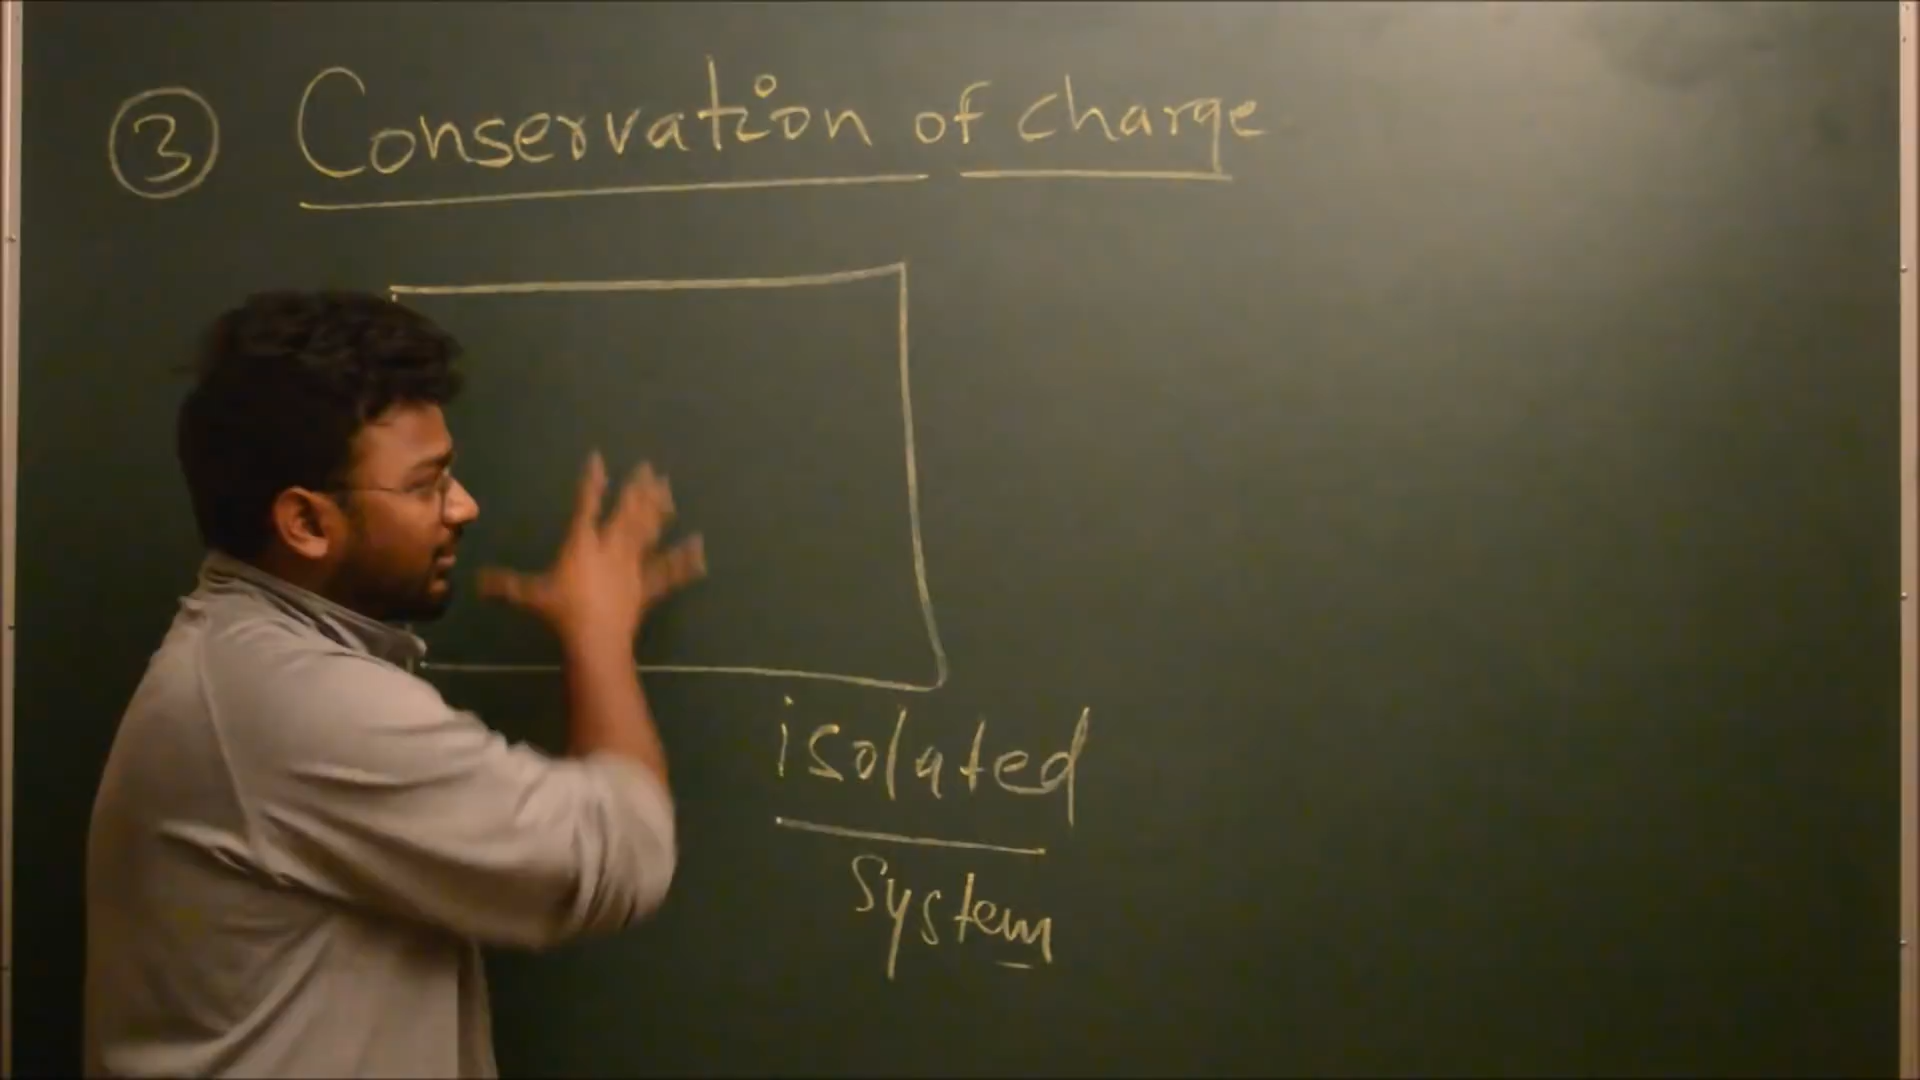 3 Conservation of charge
isolated
system